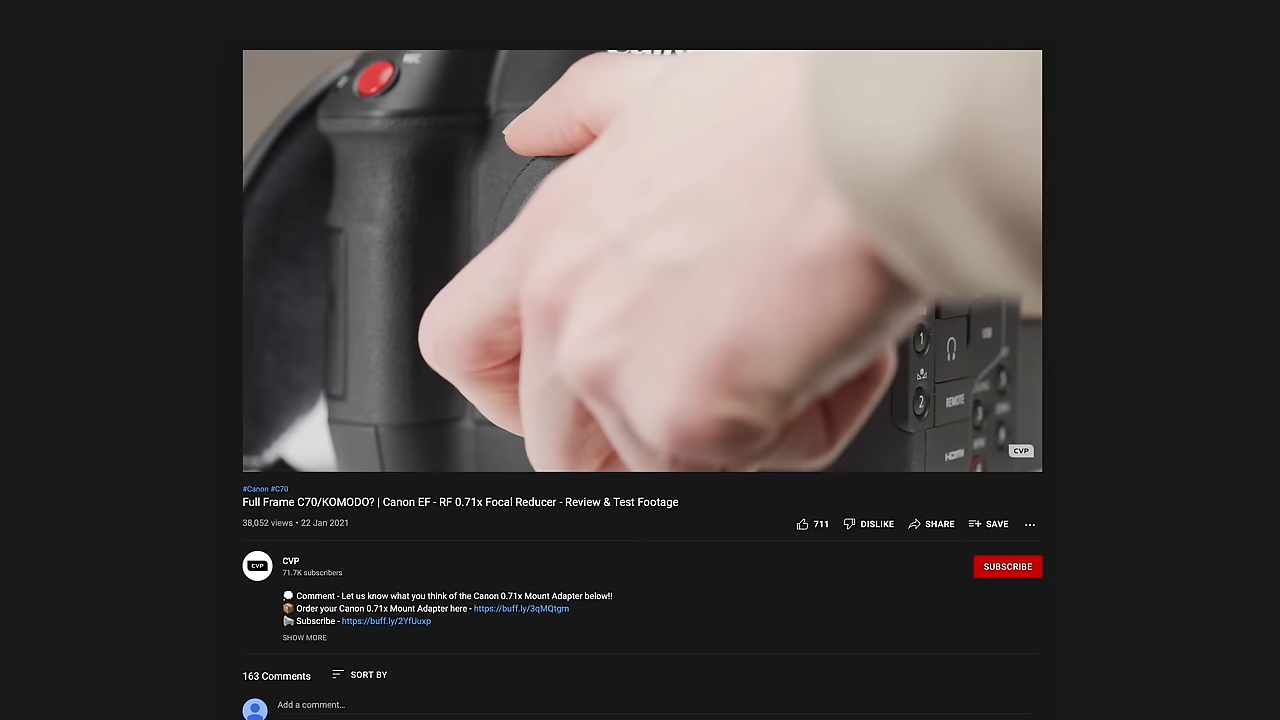 REC
1
2
REMOTE
HDMI
USB
CVP
#Canon #C70
Full Frame C70/KOMODO? | Canon EF - RF 0.71x Focal Reducer - Review & Test Footage
38,052 views • 22 Jan 2021
711 DISLIKE SHARE SAVE ...
CVP
CVP
71.7K subscribers
SUBSCRIBE
Comment - Let us know what you think of the Canon 0.71x Mount Adapter below!!
Order your Canon 0.71x Mount Adapter here - https://buff.ly/3qMQtgm
Subscribe - https://buff.ly/2YfUuxp
SHOW MORE
163 Comments SORT BY
Add a comment...